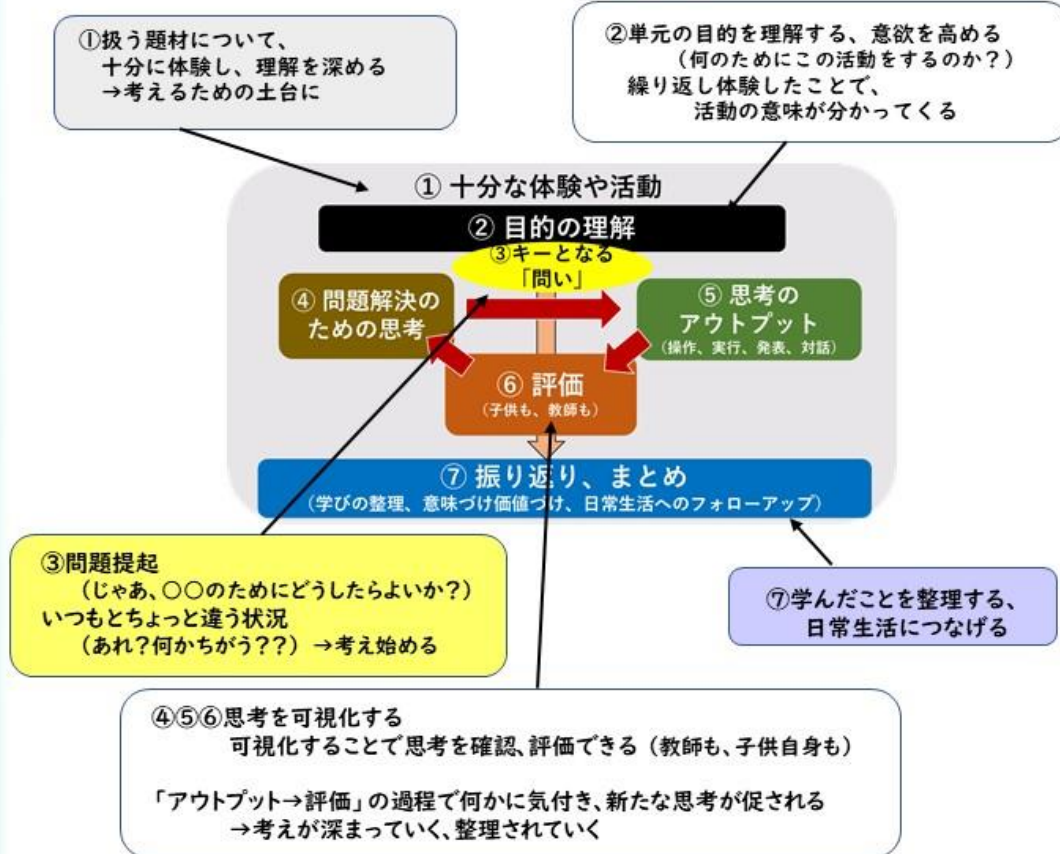 ①扱う題材について、
十分に体験し、理解を深める
→考えるための土台に
②単元の目的を理解する、意欲を高める
(何のためにこの活動をするのか?)
繰り返し体験したことで、
活動の意味が分かってくる
① 十分な体験や活動
② 目的の理解
③キーとなる
「問い」
④ 問題解決の
ための思考
⑤ 思考の
アウトプット
(操作、実行、発表、対話)
⑥ 評価
(子供も、教師も)
⑦ 振り返り、まとめ
(学びの整理、意味づけ価値づけ、日常生活へのフォローアップ)
③問題提起
(じゃあ、〇〇のためにどうしたらよいか?)
いつもとちょっと違う状況
(あれ?何かちがう??)→考え始める
⑦学んだことを整理する、
日常生活につなげる
④⑤⑥思考を可視化する
可視化することで思考を確認、評価できる(教師も、子供自身も)
「アウトプット→評価」の過程で何かに気付き、新たな思考が促される
→考えが深まっていく、整理されていく